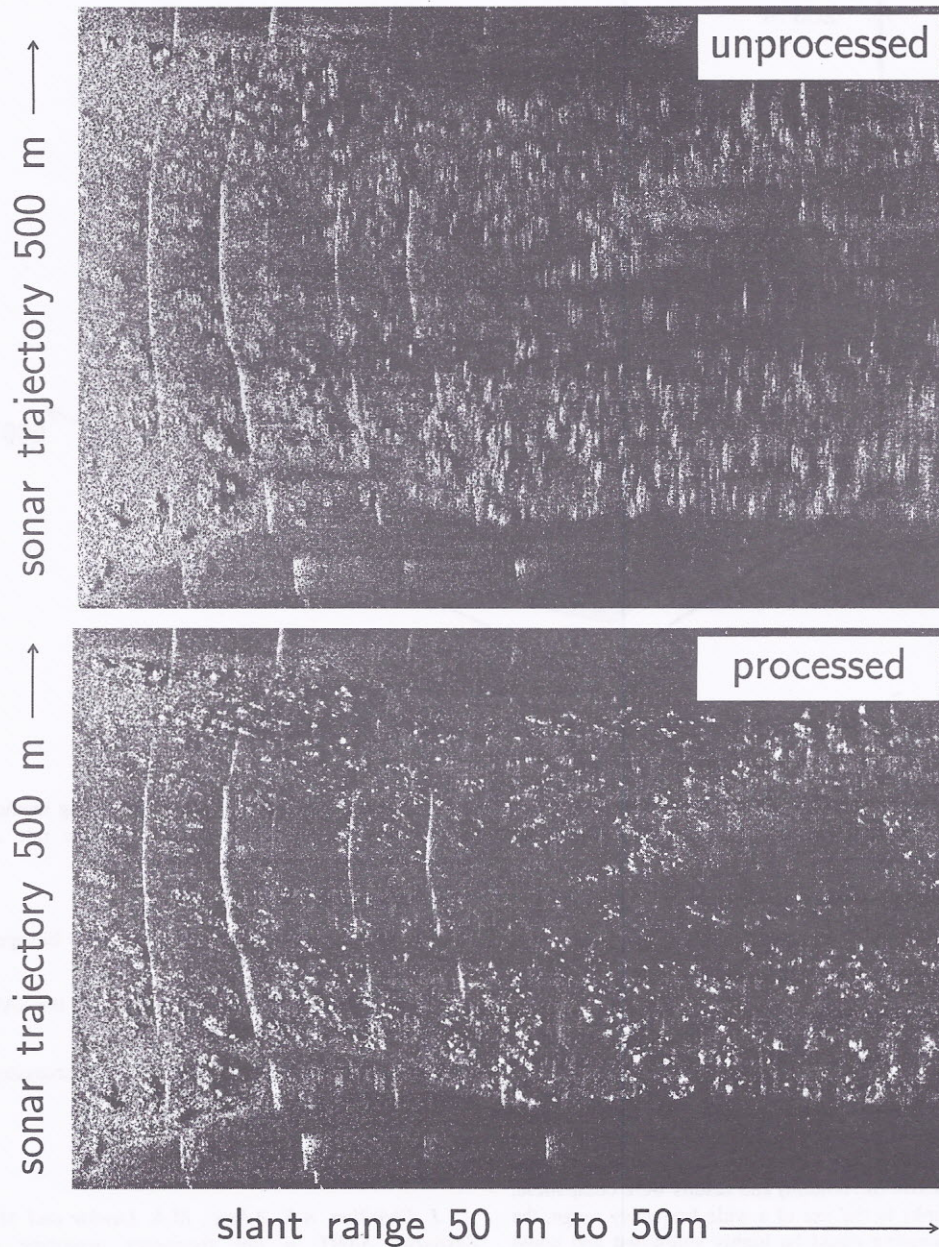 unprocessed
sonar trajectory 500 m
processed
sonar trajectory 500 m
slant range 50 m to 50m